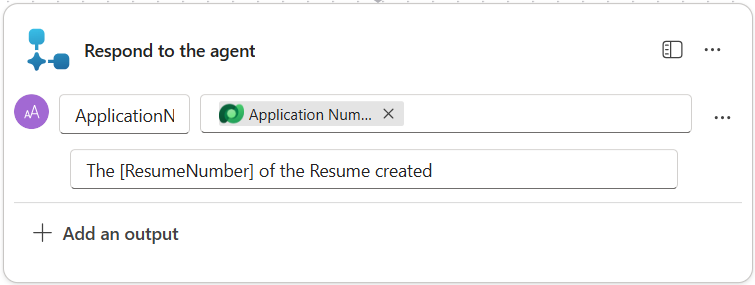 Respond to the agent
AA ApplicationN Application Num...
The [ResumeNumber] of the Resume created
Add an output